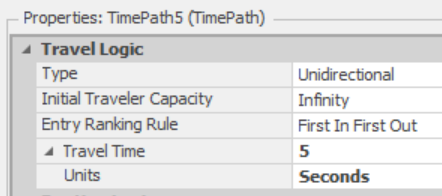 Properties: TimePath5 (TimePath)
Travel Logic
Type Unidirectional
Initial Traveler Capacity Infinity
Entry Ranking Rule First In First Out
Travel Time 5
Units Seconds